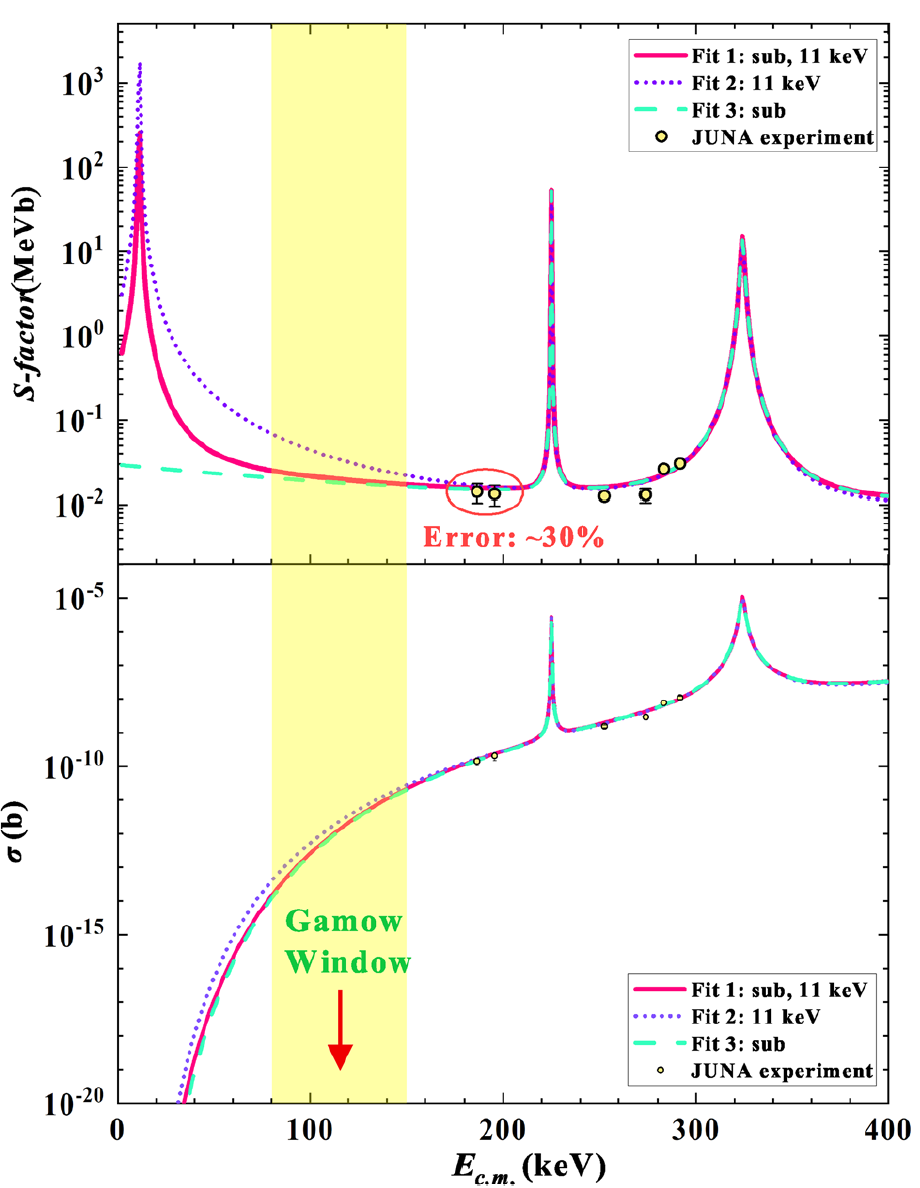 Fit 1: sub, 11 keV
Fit 2: 11 keV
Fit 3: sub
JUNA experiment
S-factor(MeVb)
10³
10²
10¹
10⁰
10⁻¹
10⁻²
Error: ~30%
σ (b)
10⁻⁵
10⁻¹⁰
10⁻¹⁵
10⁻²⁰
Gamow
Window
Fit 1: sub, 11 keV
Fit 2: 11 keV
Fit 3: sub
JUNA experiment
0 100 200 300 400
E_c.m. (keV)